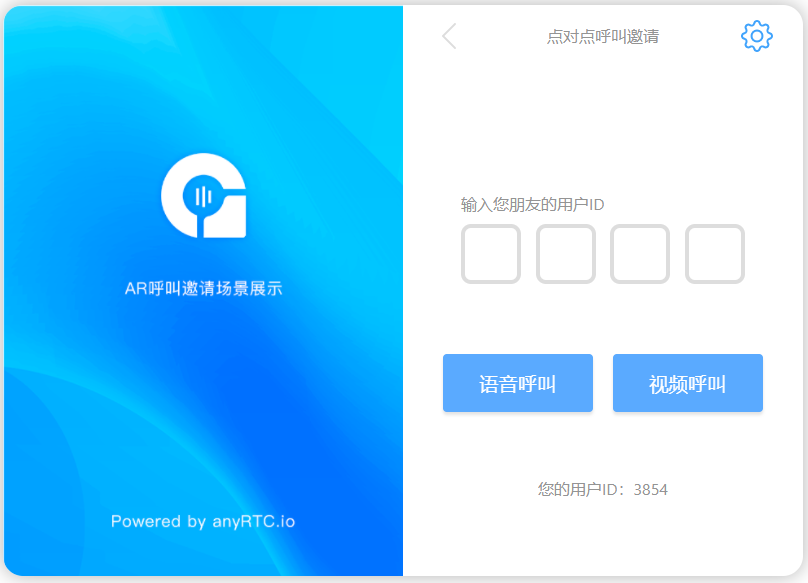 AR呼叫邀请场景展示
Powered by anyRTC.io
点对点呼叫邀请
输入您朋友的用户ID
语音呼叫
视频呼叫
您的用户ID：3854